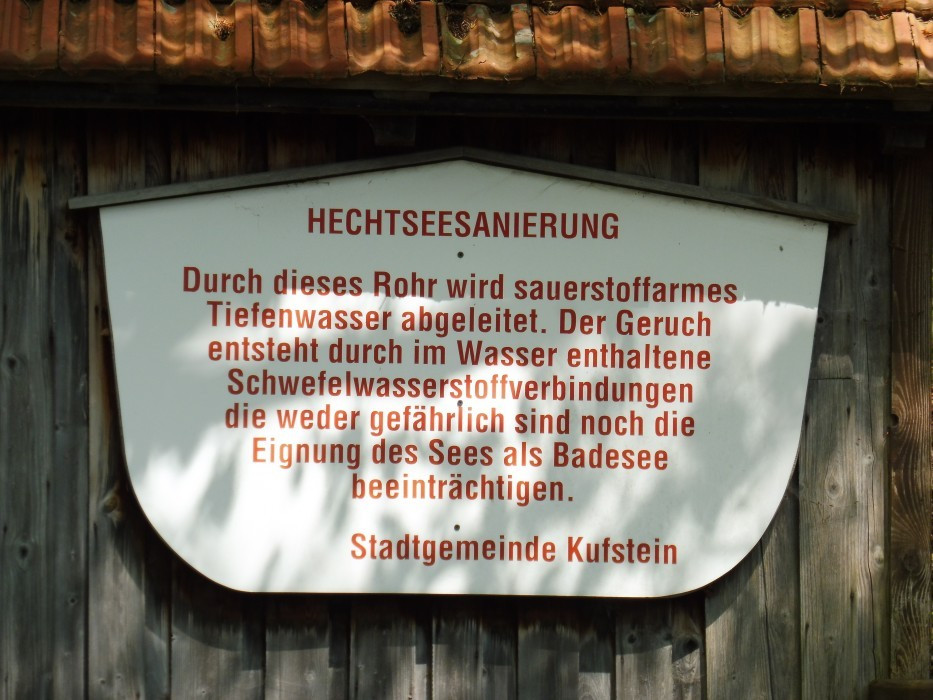 HECHTSEESANIERUNG
Durch dieses Rohr wird sauerstoffarmes
Tiefenwasser abgeleitet. Der Geruch
entsteht durch im Wasser enthaltene
Schwefelwasserstoffverbindungen
die weder gefährlich sind noch die
Eignung des Sees als Badesee
beeinträchtigen.
Stadtgemeinde Kufstein